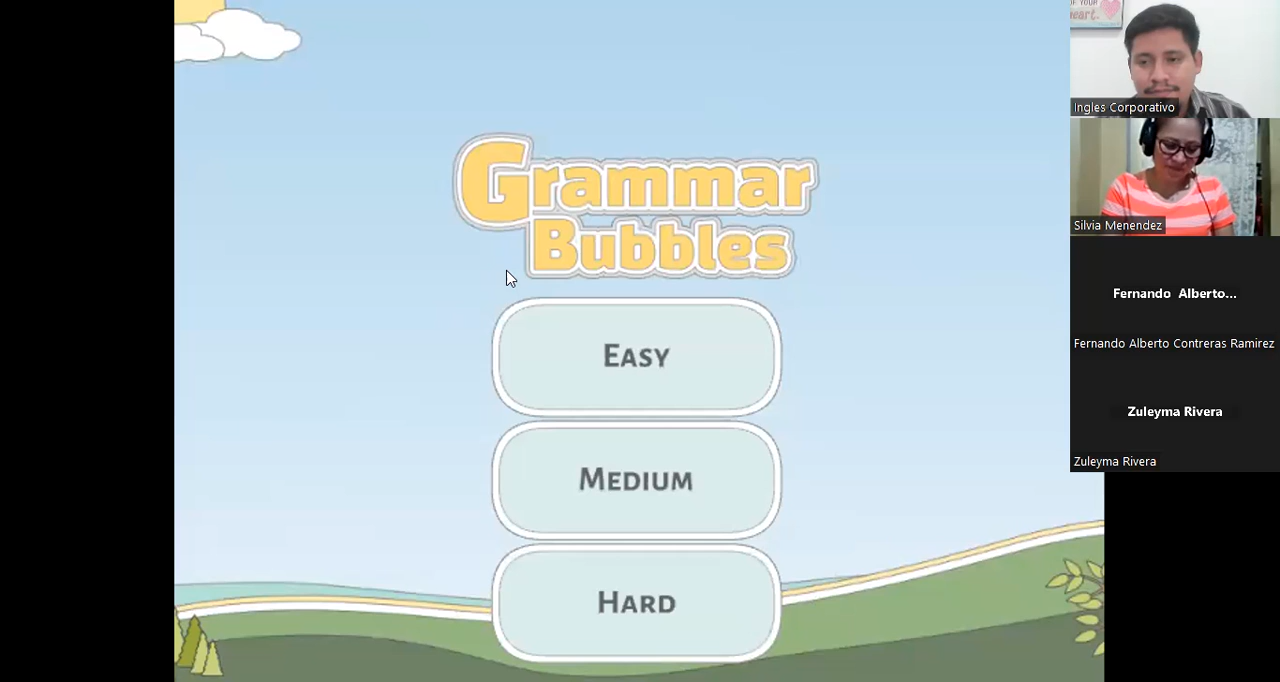 Grammar
Bubbles
EASY
MEDIUM
HARD
heart.
Ingles Corporativo
Silvia Menendez
Fernando Alberto...
Fernando Alberto Contreras Ramirez
Zuleyma Rivera
Zuleyma Rivera